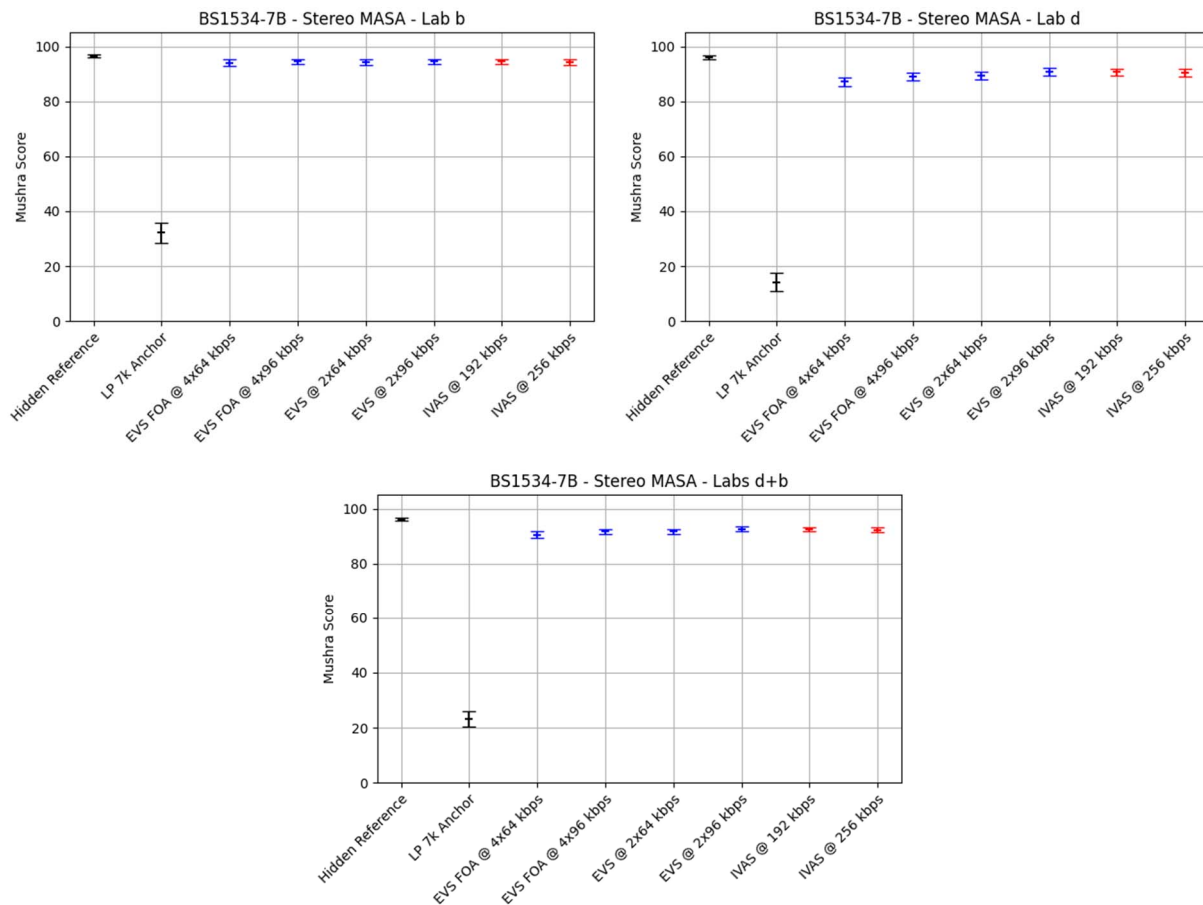 BS1534-7B - Stereo MASA - Lab b
Mushra Score
100
80
60
40
20
0
Hidden Reference
LP 7k Anchor
EVS FOA @ 4x64 kbps
EVS FOA @ 4x96 kbps
EVS @ 2x64 kbps
EVS @ 2x96 kbps
IVAS @ 192 kbps
IVAS @ 256 kbps
BS1534-7B - Stereo MASA - Lab d
Mushra Score
100
80
60
40
20
0
Hidden Reference
LP 7k Anchor
EVS FOA @ 4x64 kbps
EVS FOA @ 4x96 kbps
EVS @ 2x64 kbps
EVS @ 2x96 kbps
IVAS @ 192 kbps
IVAS @ 256 kbps
BS1534-7B - Stereo MASA - Labs d+b
Mushra Score
100
80
60
40
20
0
Hidden Reference
LP 7k Anchor
EVS FOA @ 4x64 kbps
EVS FOA @ 4x96 kbps
EVS @ 2x64 kbps
EVS @ 2x96 kbps
IVAS @ 192 kbps
IVAS @ 256 kbps